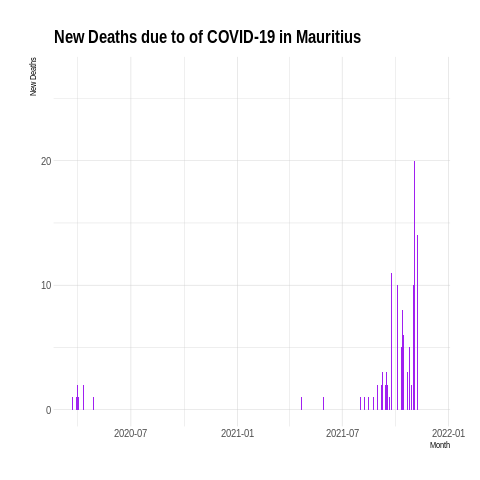 New Deaths due to of COVID-19 in Mauritius
New Deaths
20
10
0
2020-07 2021-01 2021-07 2022-01
Month